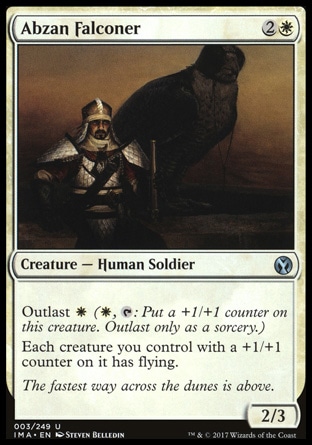 Abzan Falconer 2
Creature — Human Soldier
Outlast (, : Put a +1/+1 counter on
this creature. Outlast only as a sorcery.)
Each creature you control with a +1/+1
counter on it has flying.
The fastest way across the dunes is above.
2/3
003/249 U
IMA • EN Steven Belledin
™ & © 2017 Wizards of the Coast